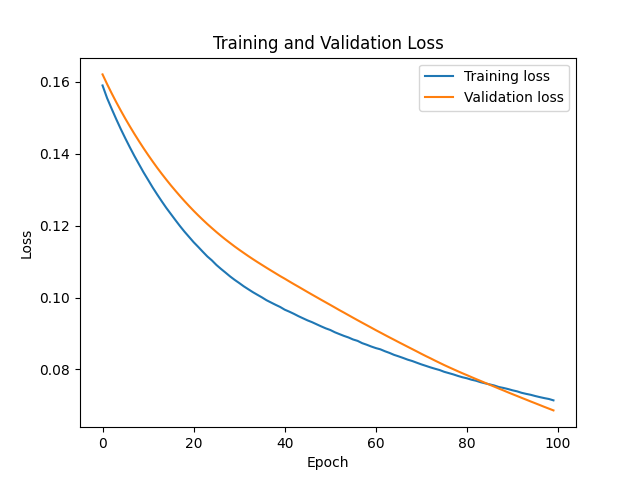 Training and Validation Loss
Training loss
Validation loss
0.16
0.14
0.12
0.10
0.08
Loss
0 20 40 60 80 100
Epoch